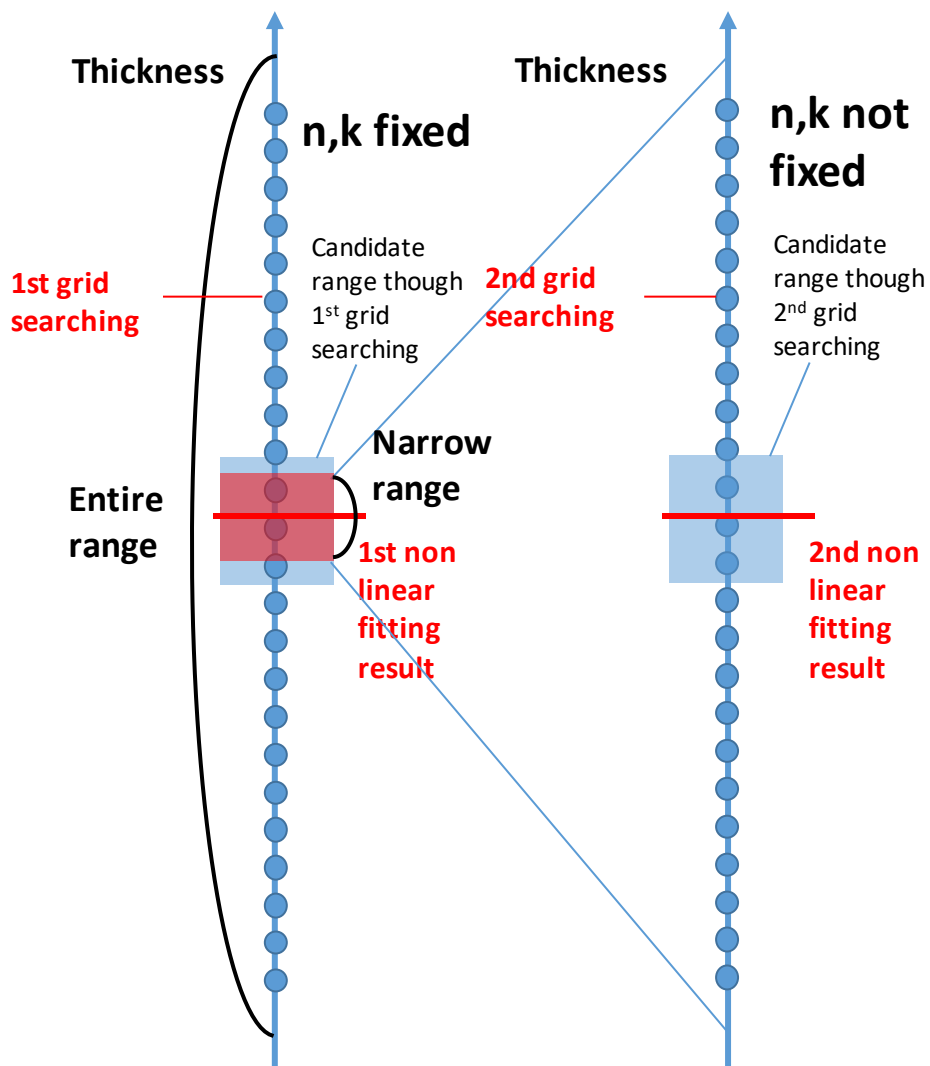 Thickness
n,k fixed
1st grid
searching
Candidate
range though
1st grid
searching
Entire
range
Narrow
range
1st non
linear
fitting
result
Thickness
n,k not
fixed
2nd grid
searching
Candidate
range though
2nd grid
searching
2nd non
linear
fitting
result